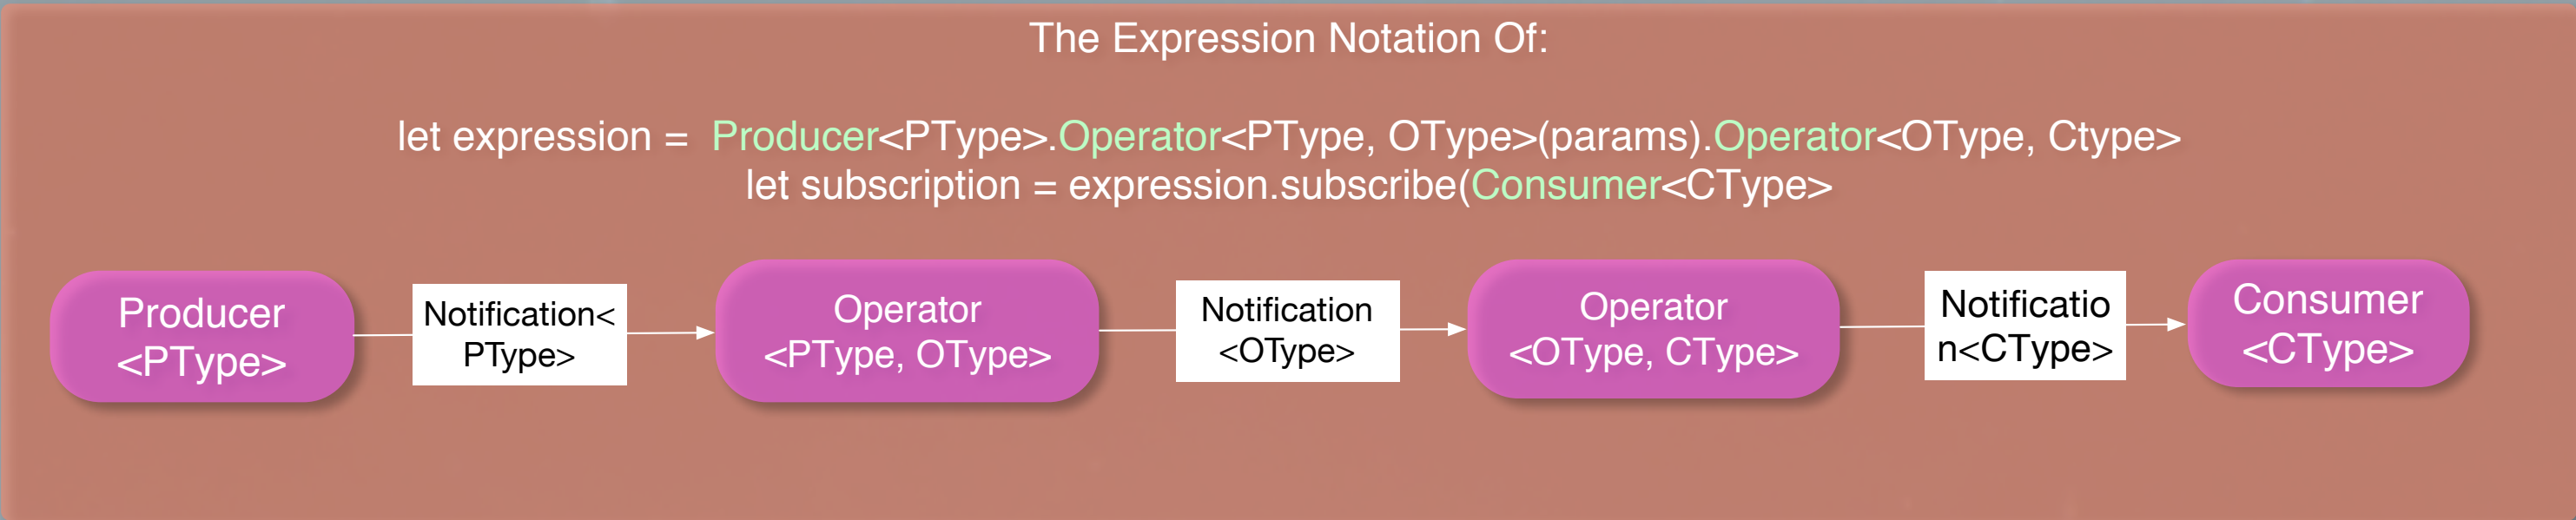 The Expression Notation Of:
let expression =  Producer<PType>.Operator<PType, OType>(params).Operator<OType, Ctype>
let subscription = expression.subscribe(Consumer<CType>
Producer
<PType>
Notification<
PType>
Operator
<PType, OType>
Notification
<OType>
Operator
<OType, CType>
Notificatio
n<CType>
Consumer
<CType>